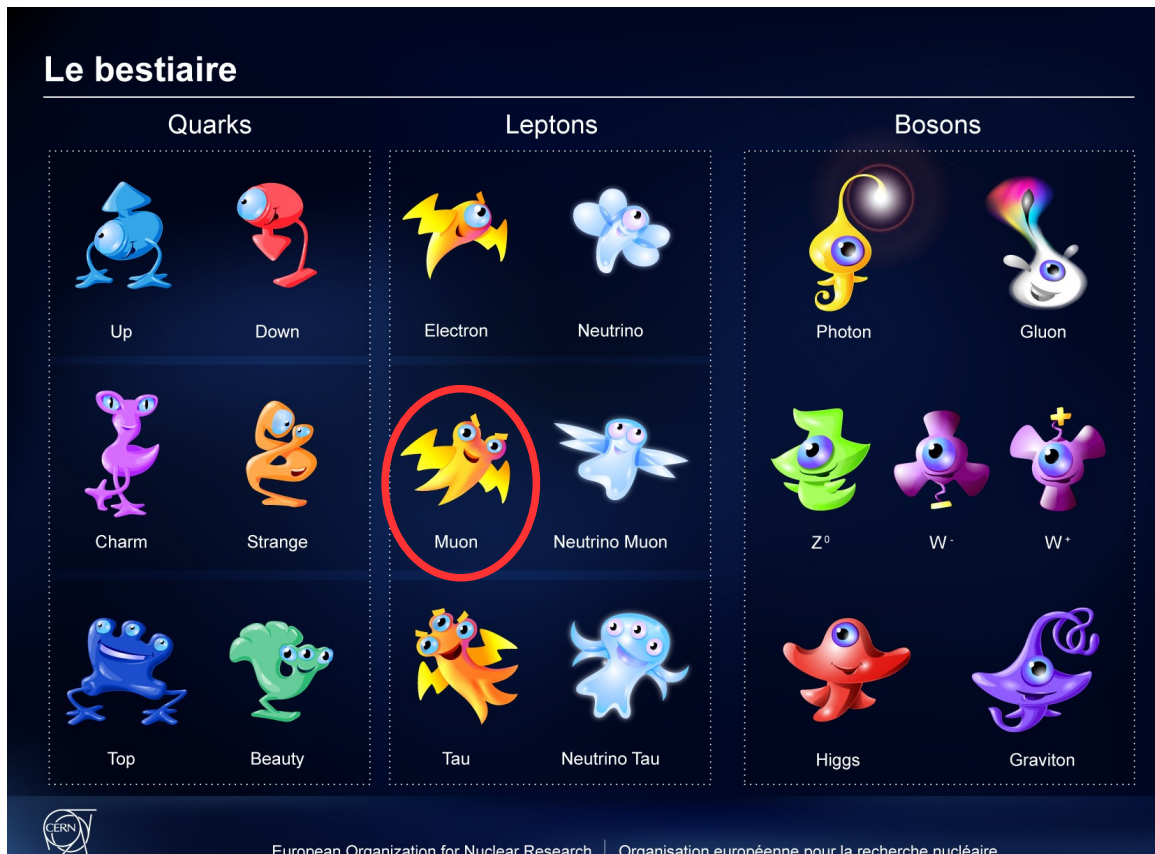 Le bestiaire
Quarks
Leptons
Bosons
Up
Down
Electron
Neutrino
Photon
Gluon
Charm
Strange
Muon
Neutrino Muon
Z⁰
W⁻
W⁺
Top
Beauty
Tau
Neutrino Tau
Higgs
Graviton
CERN
European Organization for Nuclear Research | Organisation européenne pour la recherche nucléaire